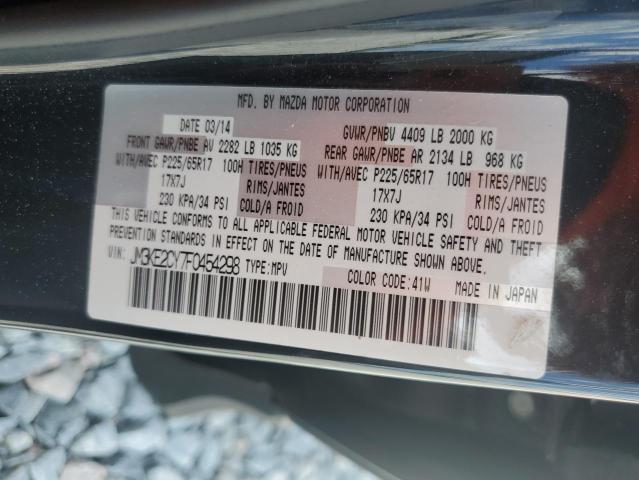 MFD. BY MAZDA MOTOR CORPORATION
DATE 03/14 GVWR/PNBV 4409 LB 2000 KG
FRONT GAWR/PNBE AV 2282 LB 1035 KG REAR GAWR/PNBE AR 2134 LB 968 KG
WITH/AVEC P225/65R17 100H TIRES/PNEUS WITH/AVEC P225/65R17 100H TIRES/PNEUS
17X7J RIMS/JANTES 17X7J RIMS/JANTES
230 KPA/34 PSI COLD/A FROID 230 KPA/34 PSI COLD/A FROID
THIS VEHICLE CONFORMS TO ALL APPLICABLE FEDERAL MOTOR VEHICLE SAFETY AND THEFT
PREVENTION STANDARDS IN EFFECT ON THE DATE OF MANUFACTURE SHOWN ABOVE.
VIN: JM3KE2CY7F0454298 TYPE:MPV COLOR CODE:41W MADE IN JAPAN